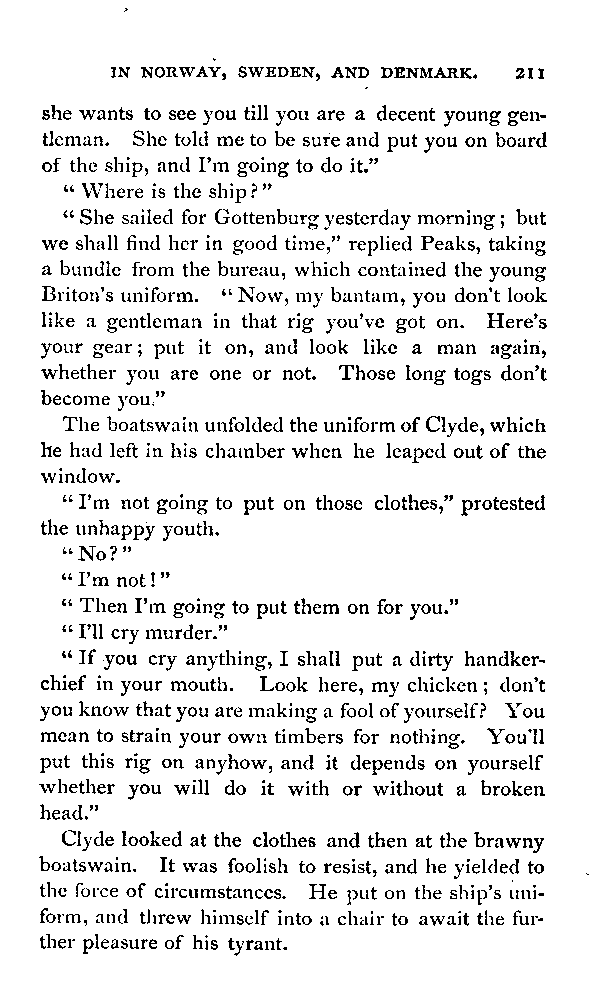 IN NORWAY, SWEDEN, AND DENMARK. 211
she wants to see you till you are a decent young gen-
tleman. She told me to be sure and put you on board
of the ship, and I'm going to do it.”
“ Where is the ship?”
“ She sailed for Gottenburg yesterday morning; but
we shall find her in good time,” replied Peaks, taking
a bundle from the bureau, which contained the young
Briton's uniform. “ Now, my bantam, you don't look
like a gentleman in that rig you've got on. Here's
your gear; put it on, and look like a man again,
whether you are one or not. Those long togs don't
become you.”
The boatswain unfolded the uniform of Clyde, which
he had left in his chamber when he leaped out of the
window.
“ I'm not going to put on those clothes,” protested
the unhappy youth.
“ No?”
“ I'm not!”
“ Then I'm going to put them on for you.”
“ I'll cry murder.”
“ If you cry anything, I shall put a dirty handker-
chief in your mouth. Look here, my chicken; don't
you know that you are making a fool of yourself? You
mean to strain your own timbers for nothing. You'll
put this rig on anyhow, and it depends on yourself
whether you will do it with or without a broken
head.”
Clyde looked at the clothes and then at the brawny
boatswain. It was foolish to resist, and he yielded to
the force of circumstances. He put on the ship's uni-
form, and threw himself into a chair to await the fur-
ther pleasure of his tyrant.